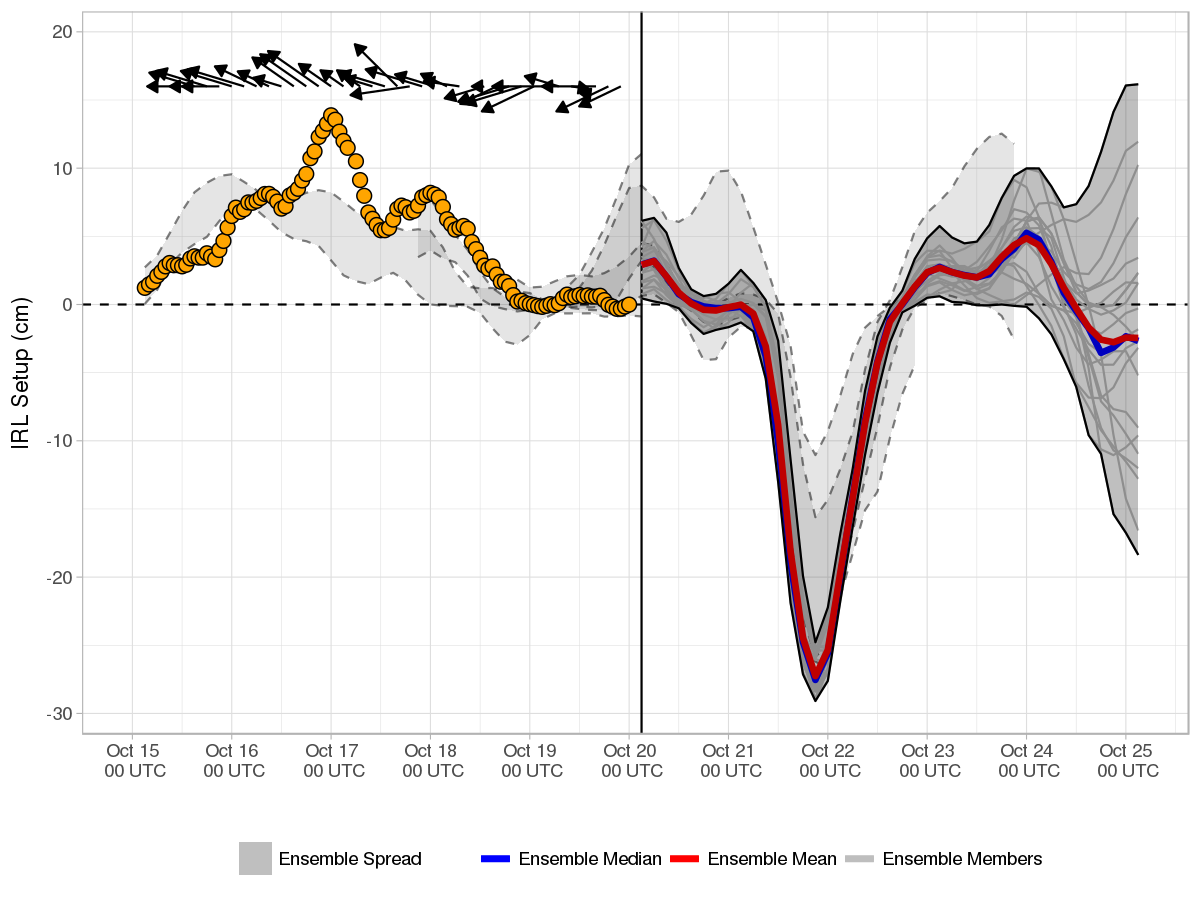 IRL Setup (cm)
20
10
0
-10
-20
-30
Oct 15 Oct 16 Oct 17 Oct 18 Oct 19 Oct 20 Oct 21 Oct 22 Oct 23 Oct 24 Oct 25
00 UTC 00 UTC 00 UTC 00 UTC 00 UTC 00 UTC 00 UTC 00 UTC 00 UTC 00 UTC 00 UTC
Ensemble Spread Ensemble Median Ensemble Mean Ensemble Members